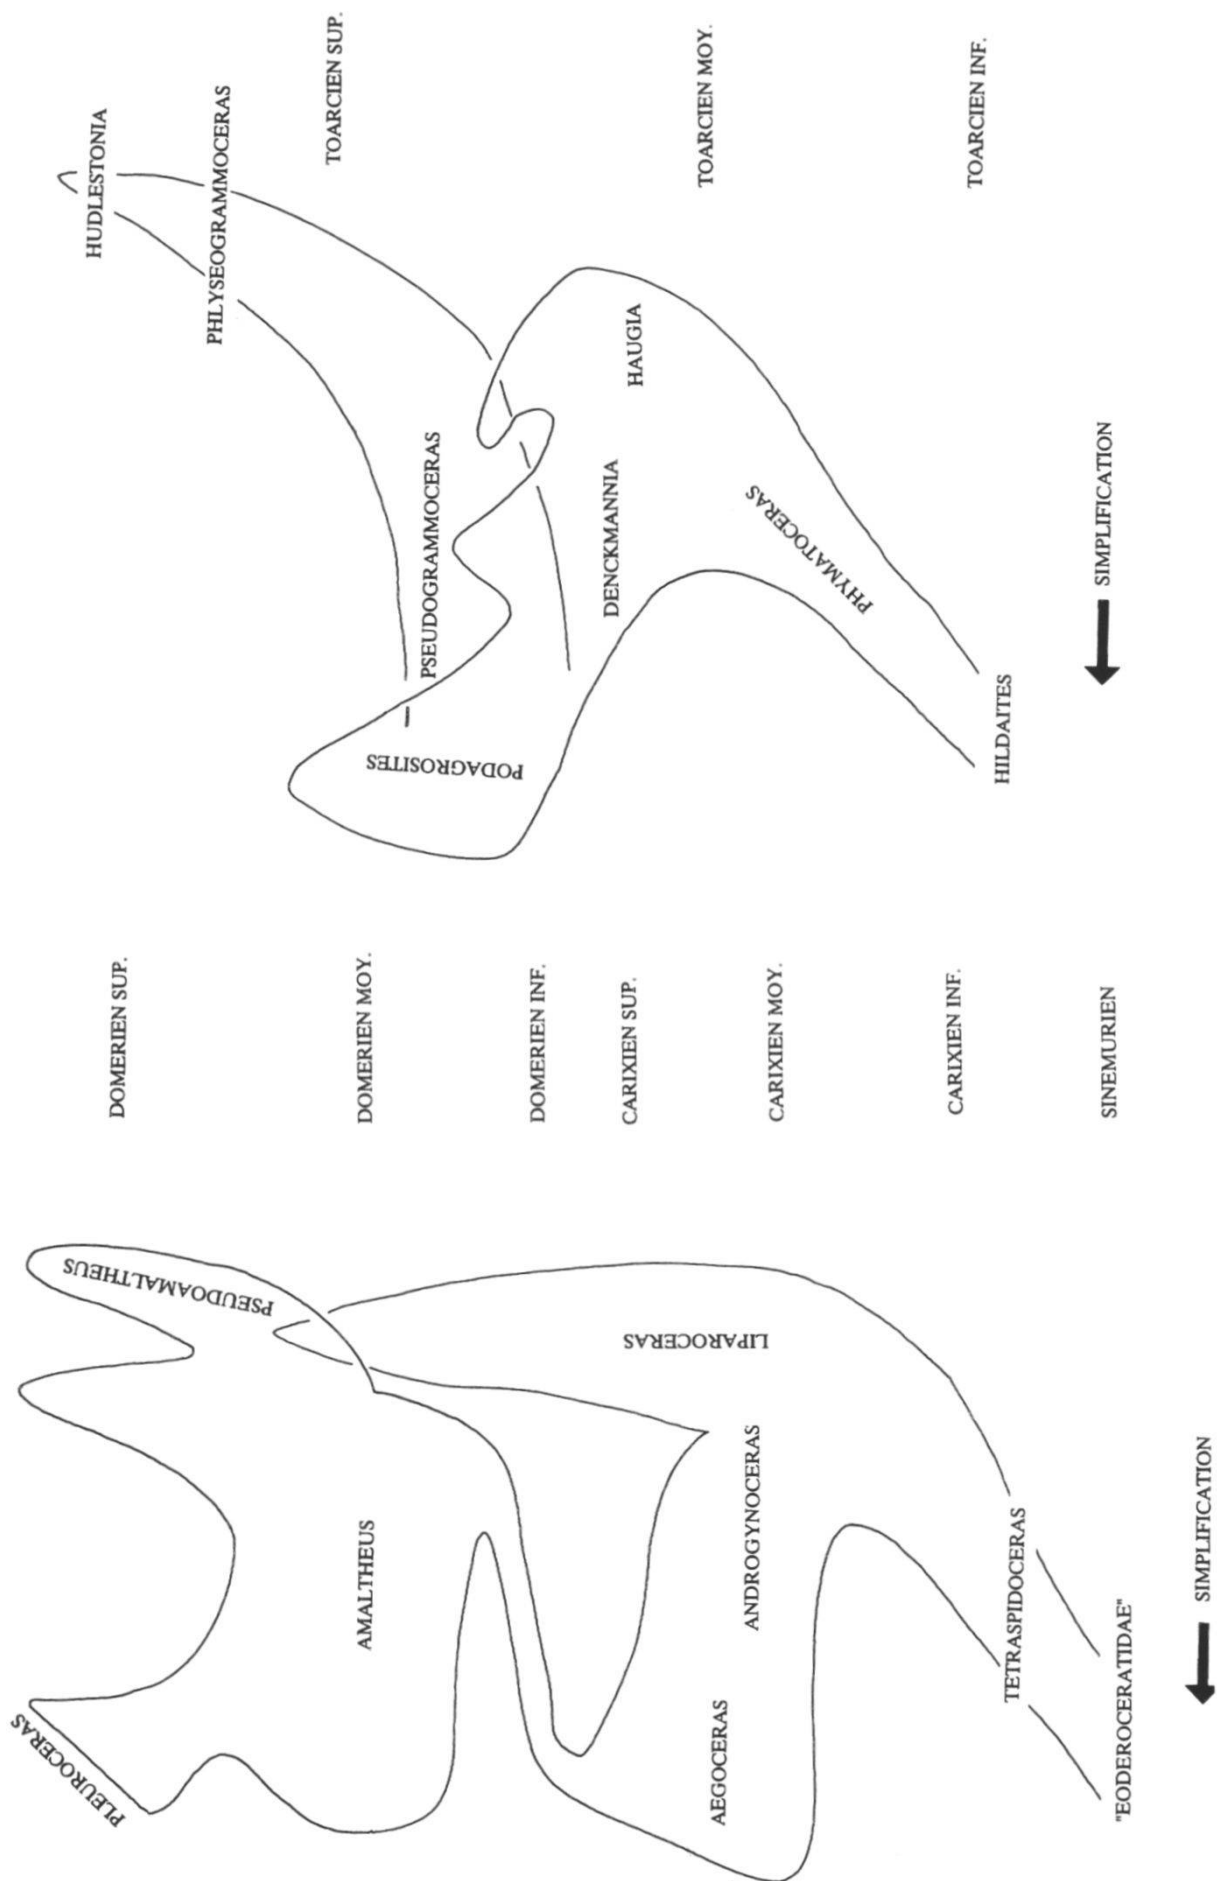 HUDLESTONIA
PHLYSEOGRAMMOCERAS
TOARCIEN SUP.
PSEUDOGRAMMOCERAS
PODAGROSITES
HAUGIA
DENCKMANNIA
TOARCIEN MOY.
PHYMATOCERAS
TOARCIEN INF.
HILDAITES
SIMPLIFICATION
DOMERIEN SUP.
DOMERIEN MOY.
DOMERIEN INF.
CARIXIEN SUP.
CARIXIEN MOY.
CARIXIEN INF.
SINEMURIEN
PLEUROCERAS
PSEUDOAMALTHEUS
AMALTHEUS
LIPAROCERAS
ANDROGYNOCERAS
AEGOCERAS
TETRASPIDOCERAS
"EODEROCERATIDAE"
SIMPLIFICATION